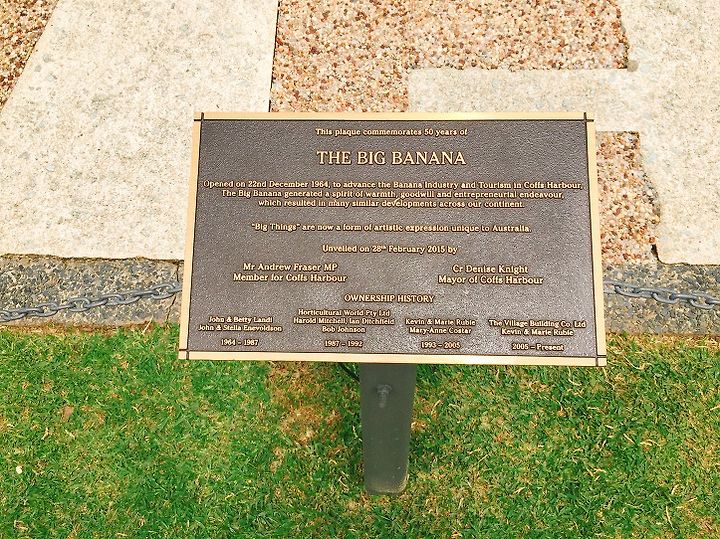 This plaque commemorates 50 years of
THE BIG BANANA
Opened on 22nd December 1964, to advance the Banana Industry and Tourism in Coffs Harbour,
The Big Banana generated a spirit of warmth, goodwill and entrepreneurial endeavour,
which resulted in many similar developments across our continent.
"Big Things" are now a form of artistic expression unique to Australia.
Unveiled on 28th February 2015 by
Mr Andrew Fraser MP
Member for Coffs Harbour
Cr Denise Knight
Mayor of Coffs Harbour
OWNERSHIP HISTORY
John & Betty Landi
John & Stella Enevoldson
1964 - 1987
Horticultural World Pty Ltd
Harold Mitchell, Ian Ditchfield
Bob Johnson
1987 - 1992
Kevin & Marie Rubie
Mary-Anne Costar
1993 - 2005
The Village Building Co Ltd
Kevin & Marie Rubie
2005 - Present